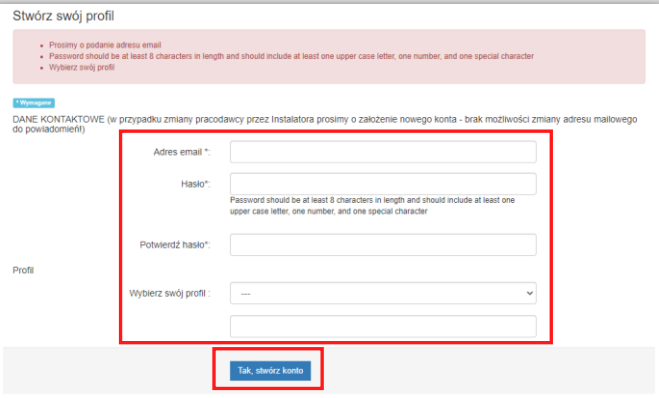 Stwórz swój profil
Prosimy o podanie adresu email
Password should be at least 8 characters in length and should include at least one upper case letter, one number, and one special character
Wybierz swój profil
* Wymagane
DANE KONTAKTOWE (w przypadku zmiany pracodawcy przez Instalatora prosimy o założenie nowego konta - brak możliwości zmiany adresu mailowego
do powiadomień!)
Adres email *:
Hasło*:
Password should be at least 8 characters in length and should include at least one
upper case letter, one number, and one special character
Potwierdź hasło*:
Profil
Wybierz swój profil :
---
Tak, stwórz konto